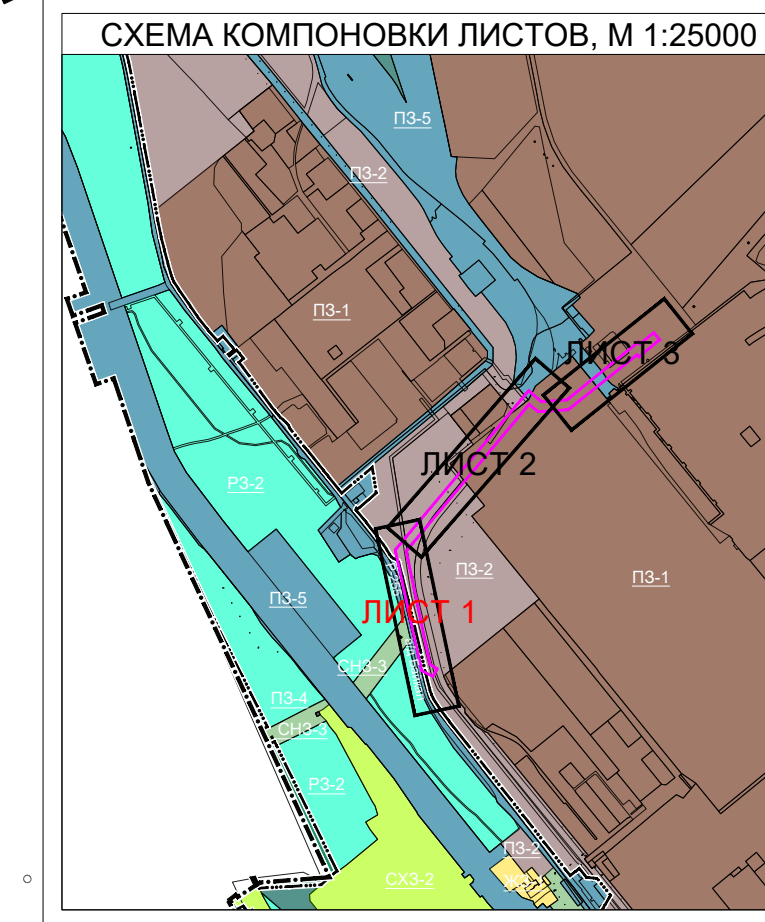 СХЕМА КОМПОНОВКИ ЛИСТОВ, М 1:25000
ПЗ-5
ПЗ-2
ПЗ-1
ЛИСТ 3
ЛИСТ 2
РЗ-2
ПЗ-2
ПЗ-1
ПЗ-5
ЛИСТ 1
СНЗ-3
ПЗ-4
СНЗ-3
РЗ-2
ПЗ-2
СХЗ-2